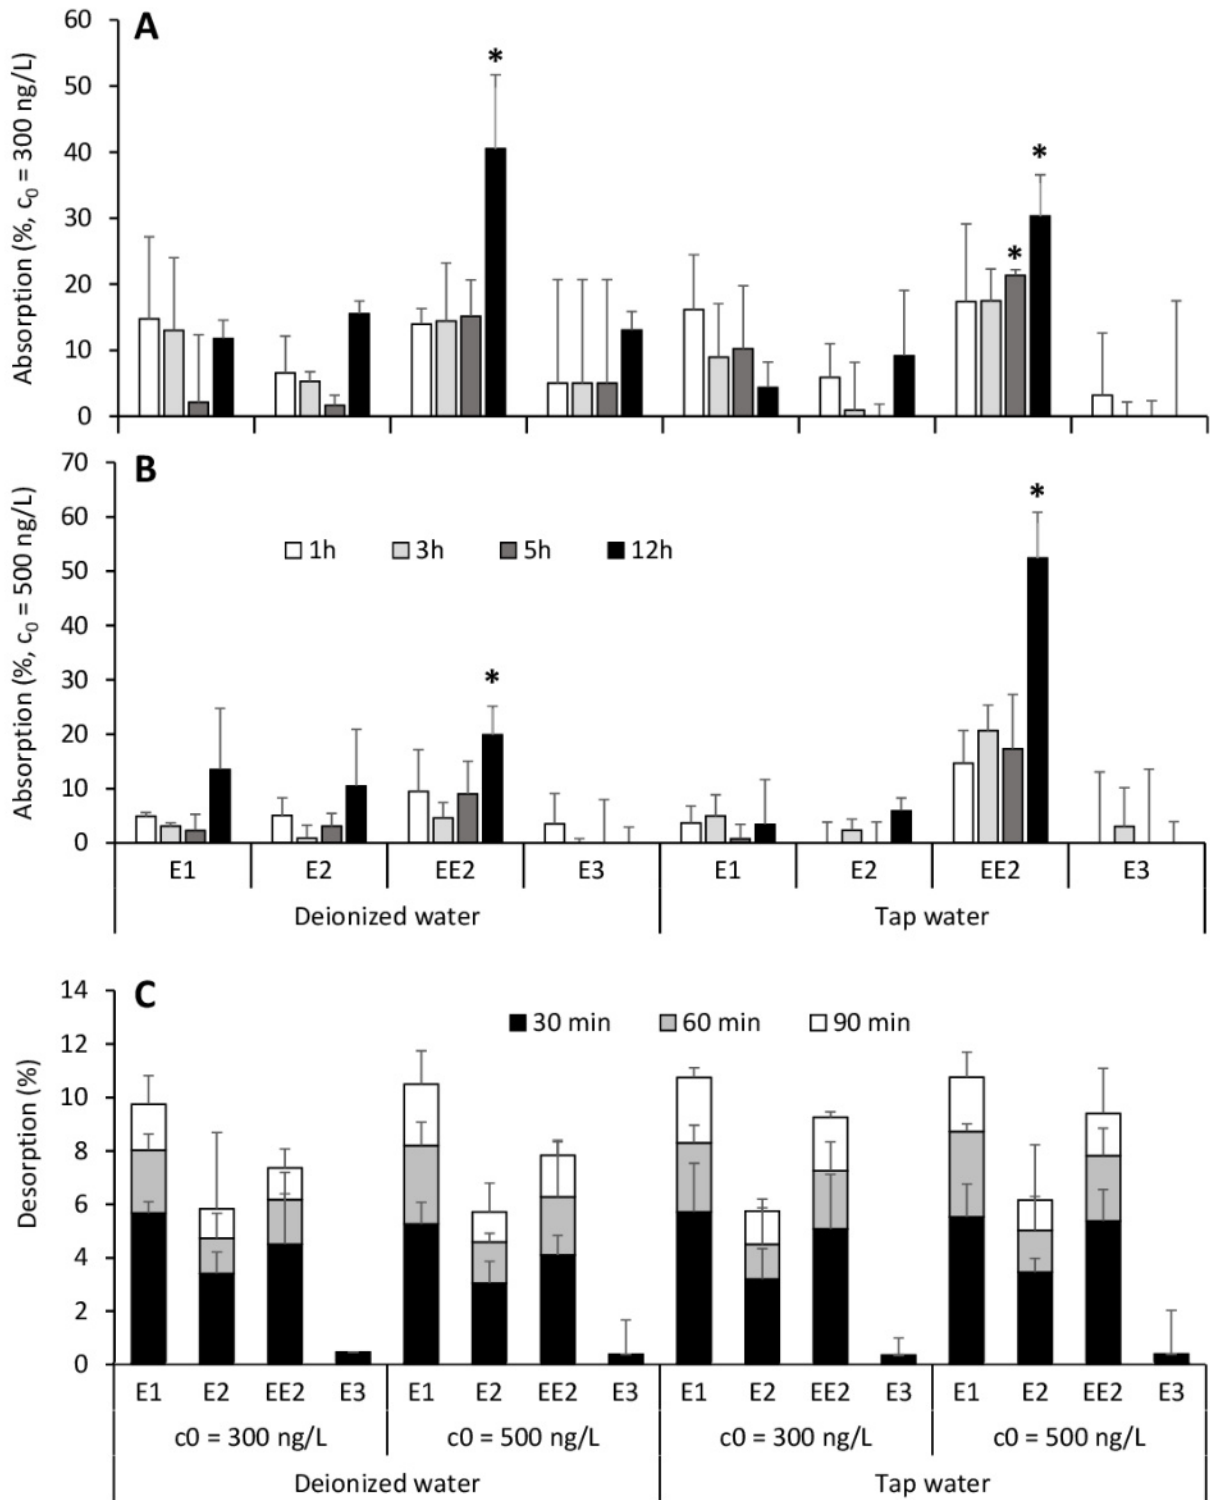 A
Absorption (%, c₀ = 300 ng/L)
60
50
40
30
20
10
0
*
*
*
B
Absorption (%, c₀ = 500 ng/L)
70
60
50
40
30
20
10
0
1h 3h 5h 12h
*
*
E1 E2 EE2 E3 E1 E2 EE2 E3
Deionized water Tap water
C
Desorption (%)
14
12
10
8
6
4
2
0
30 min 60 min 90 min
E1 E2 EE2 E3 E1 E2 EE2 E3 E1 E2 EE2 E3 E1 E2 EE2 E3
c0 = 300 ng/L c0 = 500 ng/L c0 = 300 ng/L c0 = 500 ng/L
Deionized water Tap water